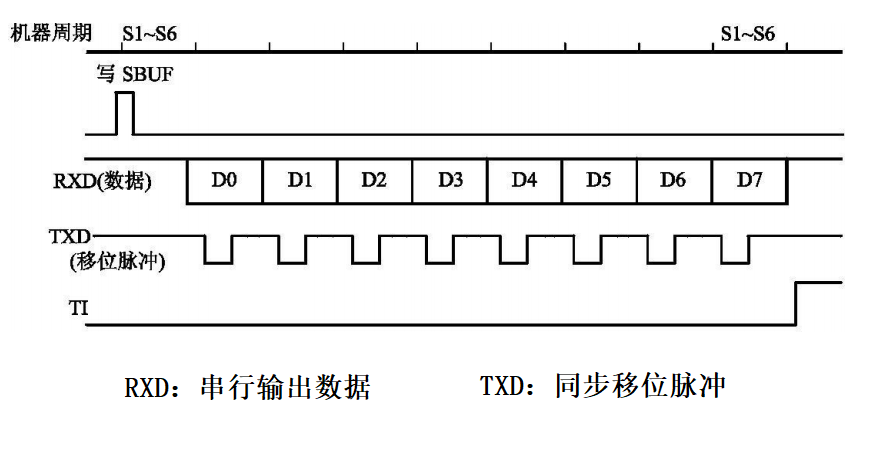 机器周期 S1~S6 S1~S6
写 SBUF
RXD(数据) D0 D1 D2 D3 D4 D5 D6 D7
TXD
(移位脉冲)
TI
RXD：串行输出数据 TXD：同步移位脉冲